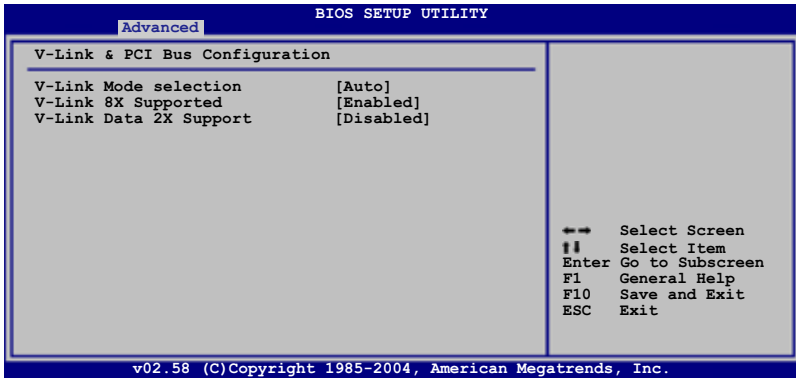 BIOS SETUP UTILITY
Advanced
V-Link & PCI Bus Configuration
V-Link Mode selection [Auto]
V-Link 8X Supported [Enabled]
V-Link Data 2X Support [Disabled]
←→ Select Screen
↑↓ Select Item
Enter Go to Subscreen
F1 General Help
F10 Save and Exit
ESC Exit
v02.58 (C)Copyright 1985-2004, American Megatrends, Inc.